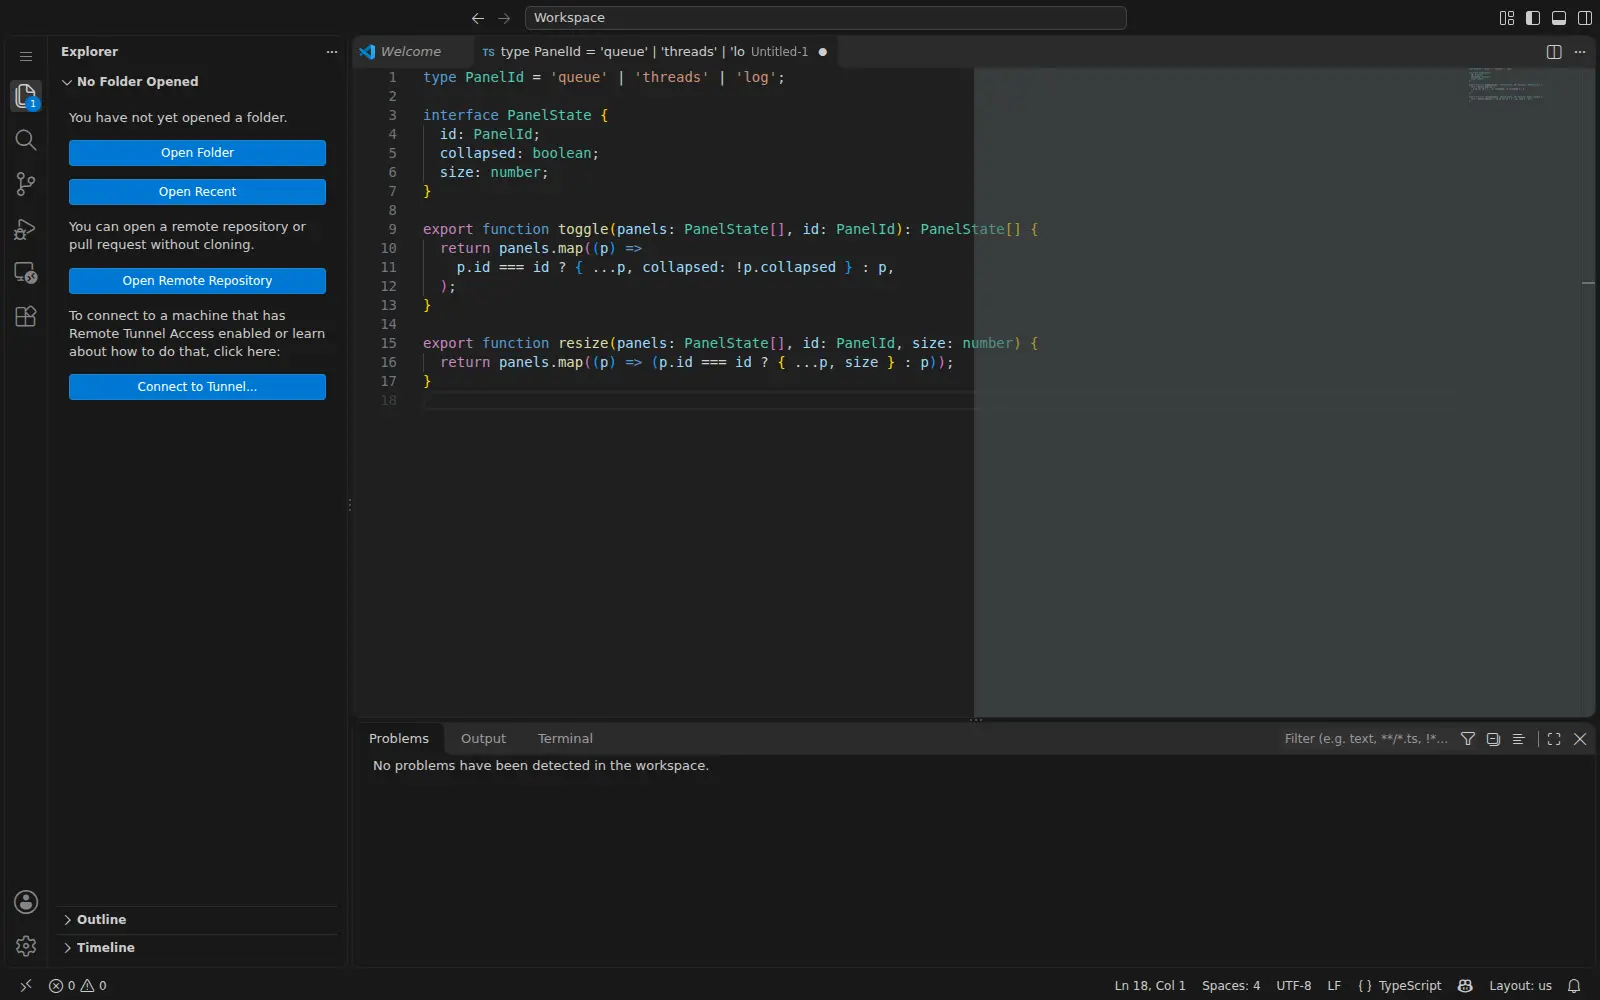 Workspace
Explorer
No Folder Opened
You have not yet opened a folder.
Open Folder
Open Recent
You can open a remote repository or
pull request without cloning.
Open Remote Repository
To connect to a machine that has
Remote Tunnel Access enabled or learn
about how to do that, click here:
Connect to Tunnel...
Outline
Timeline
1
Welcome
TS type PanelId = 'queue' | 'threads' | 'lo Untitled-1
1 type PanelId = 'queue' | 'threads' | 'log';
2
3 interface PanelState {
4 id: PanelId;
5 collapsed: boolean;
6 size: number;
7 }
8
9 export function toggle(panels: PanelState[], id: PanelId): PanelState[] {
10 return panels.map((p) =>
11 p.id === id ? { ...p, collapsed: !p.collapsed } : p,
12 );
13 }
14
15 export function resize(panels: PanelState[], id: PanelId, size: number) {
16 return panels.map((p) => (p.id === id ? { ...p, size } : p));
17 }
18
Problems Output Terminal
Filter (e.g. text, **/*.ts, !*...
No problems have been detected in the workspace.
0 0
Ln 18, Col 1 Spaces: 4 UTF-8 LF { } TypeScript Layout: us